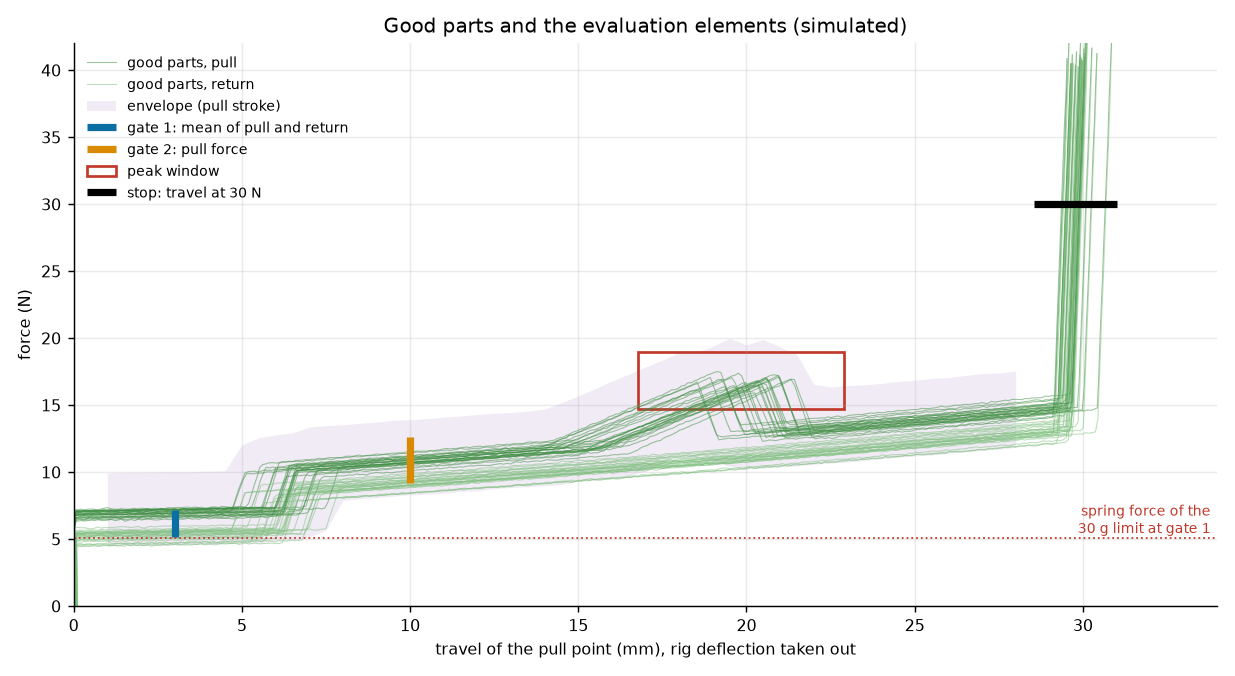 Good parts and the evaluation elements (simulated)
good parts, pull
good parts, return
envelope (pull stroke)
gate 1: mean of pull and return
gate 2: pull force
peak window
stop: travel at 30 N
40
35
30
25
20
15
10
5
0
force (N)
spring force of the
30 g limit at gate 1
0
5
10
15
20
25
30
travel of the pull point (mm), rig deflection taken out